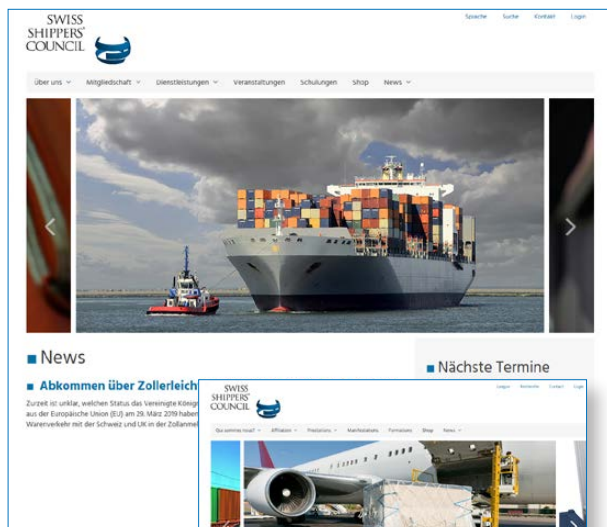 SWISS
SHIPPERS'
COUNCIL
Sprache Suche Kontakt Login
Über uns Mitgliedschaft Dienstleistungen Veranstaltungen Schulungen Shop News
News
Nächste Termine
Abkommen über Zollerleich
Zurzeit ist unklar, welchen Status das Vereinigte Königr
aus der Europäische Union (EU) am 29. März 2019 haben
Warenverkehr mit der Schweiz und UK in der Zollanmel
SWISS
SHIPPERS'
COUNCIL
Langue Recherche Contact Login
Qui sommes nous? Affiliation Prestations Manifestations Formations Shop News